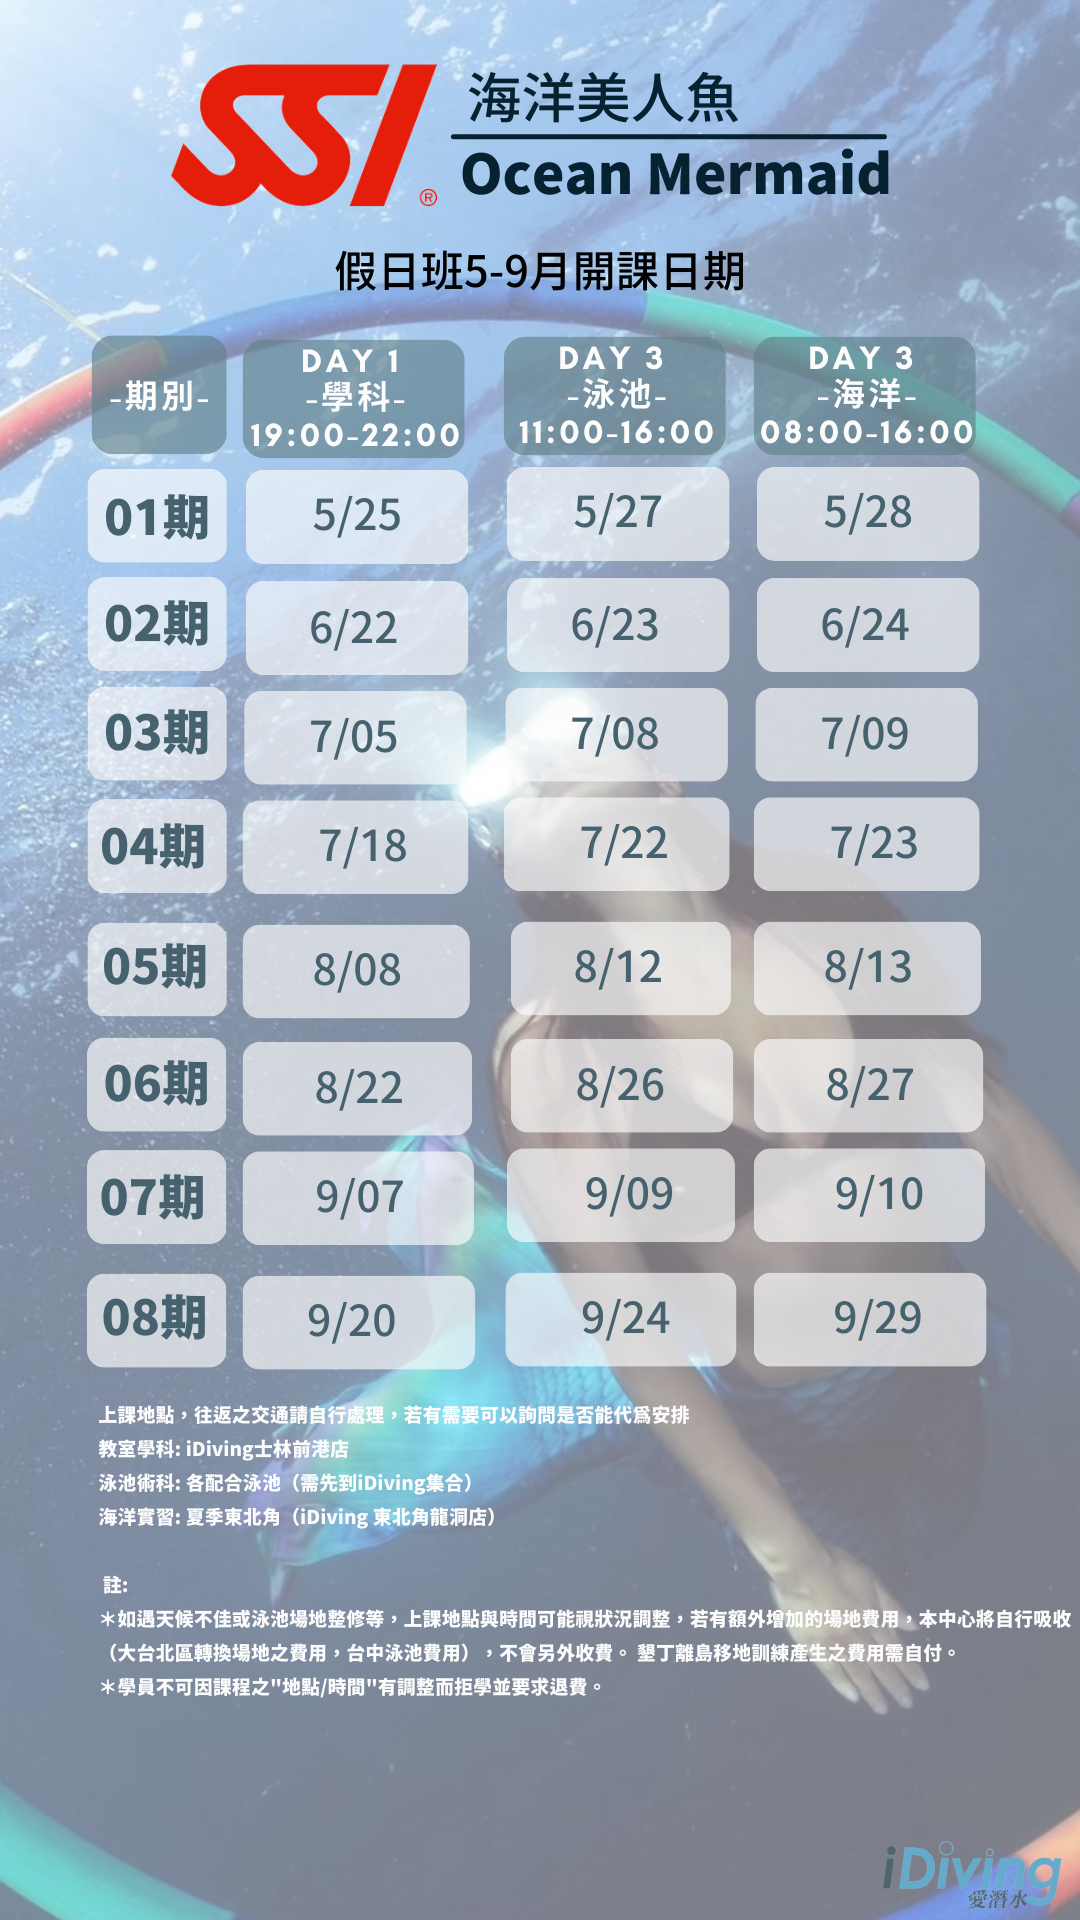 SSI®
海洋美人魚
Ocean Mermaid
假日班5-9月開課日期
-期別-
DAY 1
-學科-
19:00-22:00
DAY 3
-泳池-
11:00-16:00
DAY 3
-海洋-
08:00-16:00
01期 5/25 5/27 5/28
02期 6/22 6/23 6/24
03期 7/05 7/08 7/09
04期 7/18 7/22 7/23
05期 8/08 8/12 8/13
06期 8/22 8/26 8/27
07期 9/07 9/09 9/10
08期 9/20 9/24 9/29
上課地點，往返之交通請自行處理，若有需要可以詢問是否能代為安排
教室學科: iDiving士林前港店
泳池術科: 各配合泳池（需先到iDiving集合）
海洋實習: 夏季東北角（iDiving 東北角龍洞店）
註:
＊如遇天候不佳或泳池場地整修等，上課地點與時間可能視狀況調整，若有額外增加的場地費用，本中心將自行吸收
（大台北區轉換場地之費用，台中泳池費用），不會另外收費。 墾丁離島移地訓練產生之費用需自付。
＊學員不可因課程之"地點/時間"有調整而拒學並要求退費。
iDiving
愛潛水